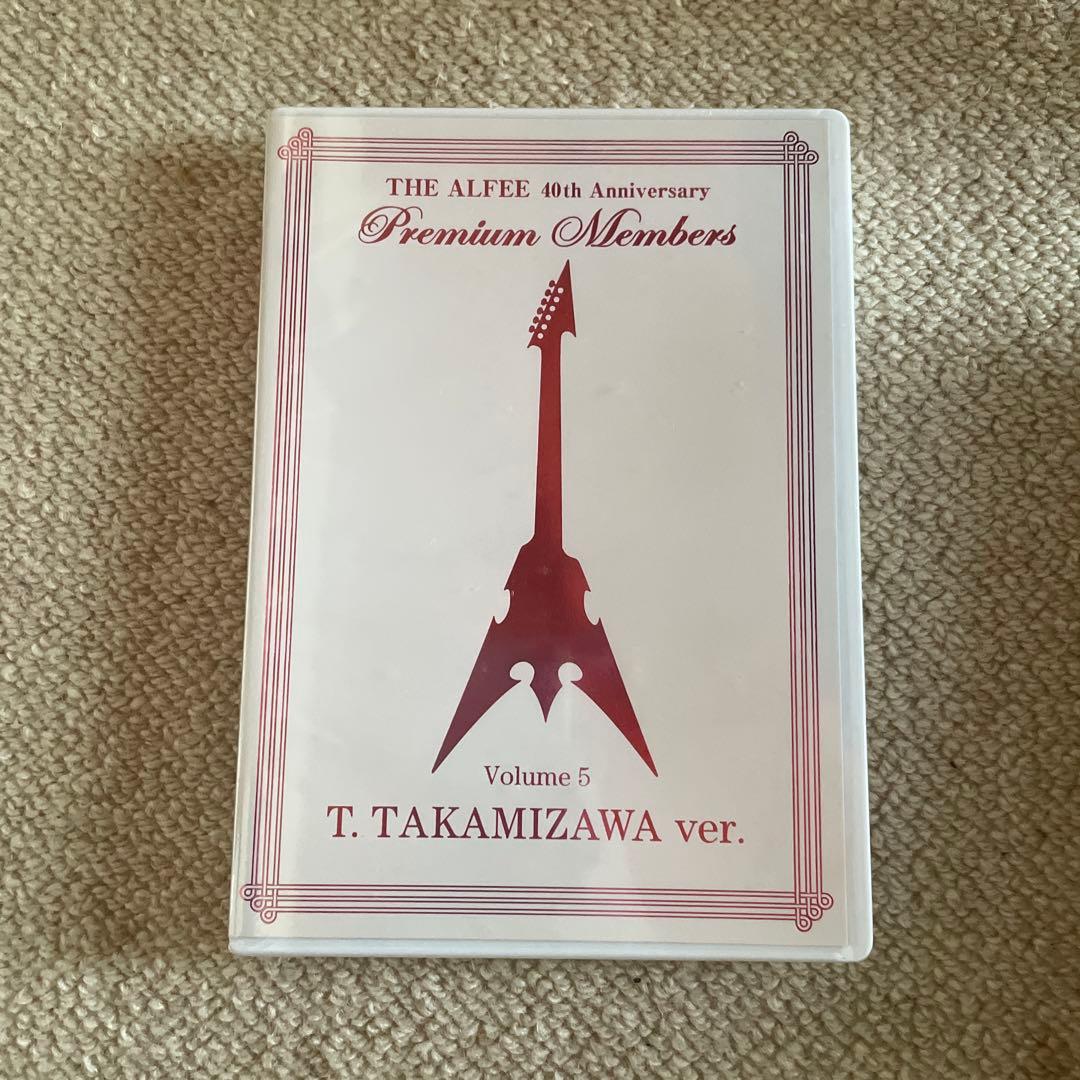 THE ALFEE 40th Anniversary
Premium Members
Volume 5
T. TAKAMIZAWA ver.